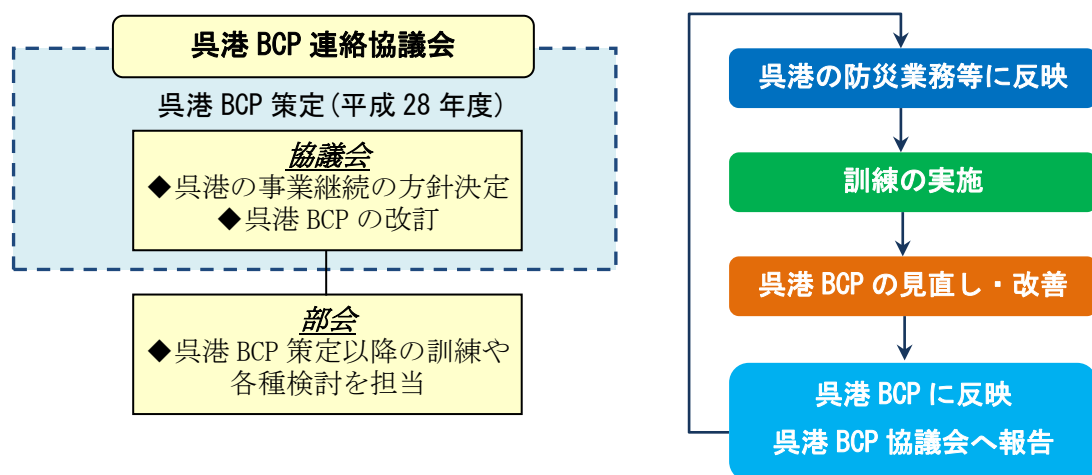 呉港 BCP 連絡協議会
呉港 BCP 策定(平成 28 年度)
協議会
◆呉港の事業継続の方針決定
◆呉港 BCP の改訂
部会
◆呉港 BCP 策定以降の訓練や
各種検討を担当
呉港の防災業務等に反映
訓練の実施
呉港 BCP の見直し・改善
呉港 BCP に反映
呉港 BCP 協議会へ報告